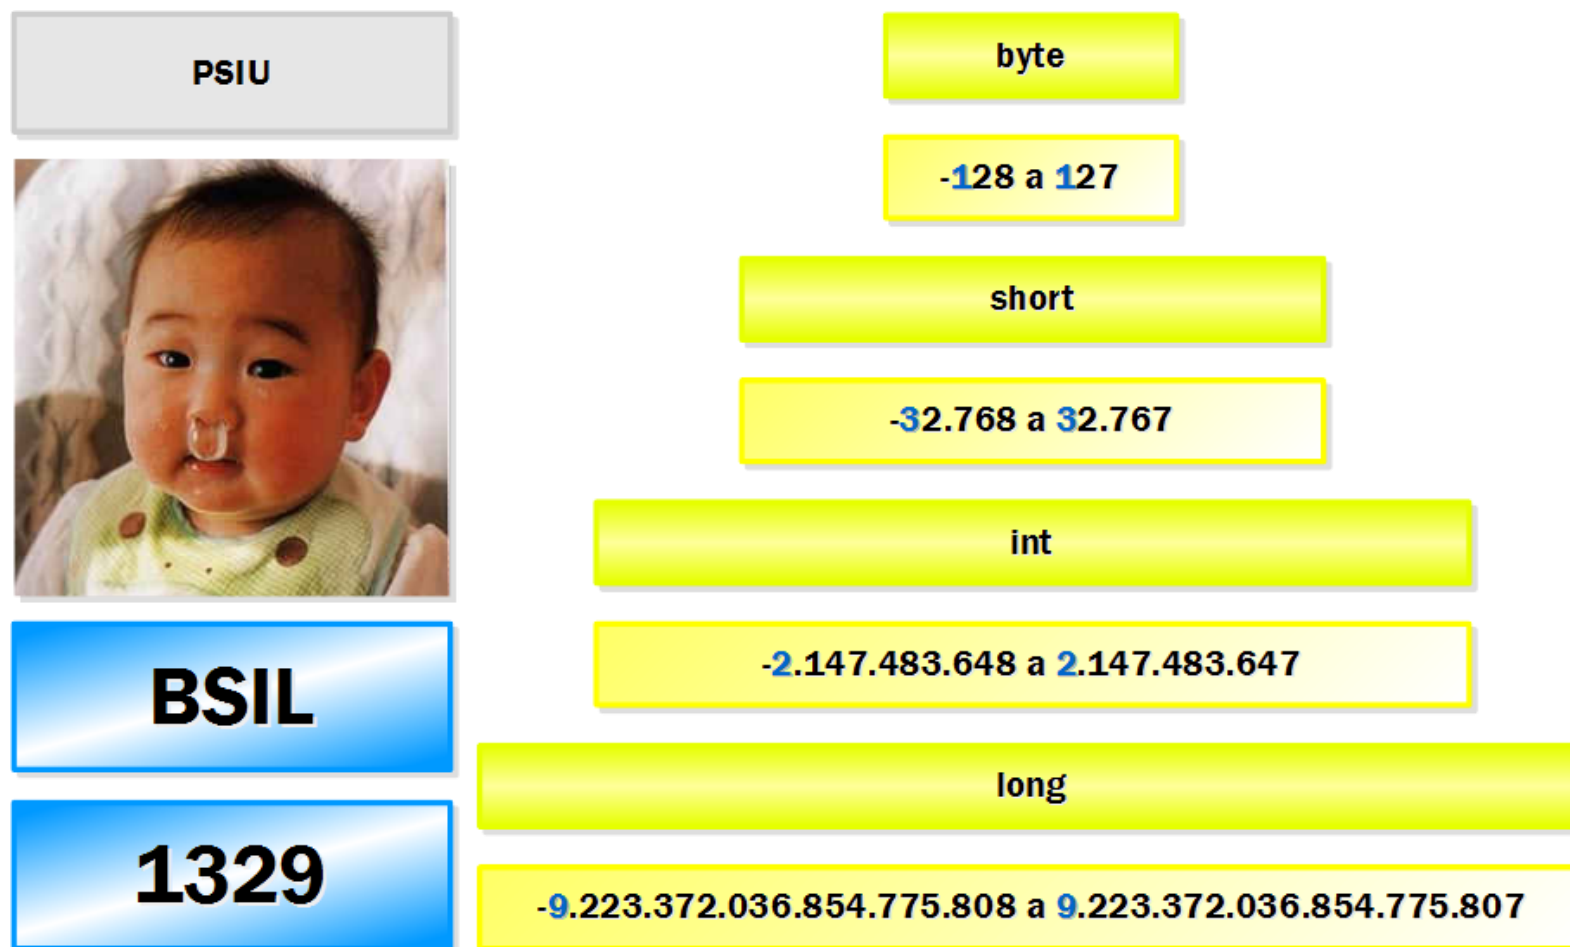 PSIU
BSIL
1329
byte
-128 a 127
short
-32.768 a 32.767
int
-2.147.483.648 a 2.147.483.647
long
-9.223.372.036.854.775.808 a 9.223.372.036.854.775.807